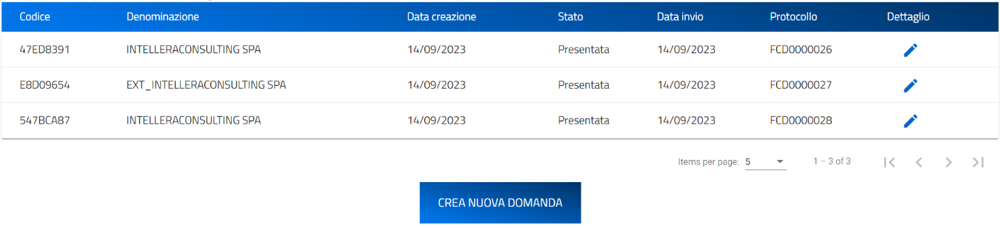 Codice Denominazione Data creazione Stato Data invio Protocollo Dettaglio
47ED8391 INTELLERACONSULTING SPA 14/09/2023 Presentata 14/09/2023 FCD0000026
E8D09654 EXT_INTELLERACONSULTING SPA 14/09/2023 Presentata 14/09/2023 FCD0000027
547BCA87 INTELLERACONSULTING SPA 14/09/2023 Presentata 14/09/2023 FCD0000028
Items per page: 5 1 – 3 of 3
CREA NUOVA DOMANDA